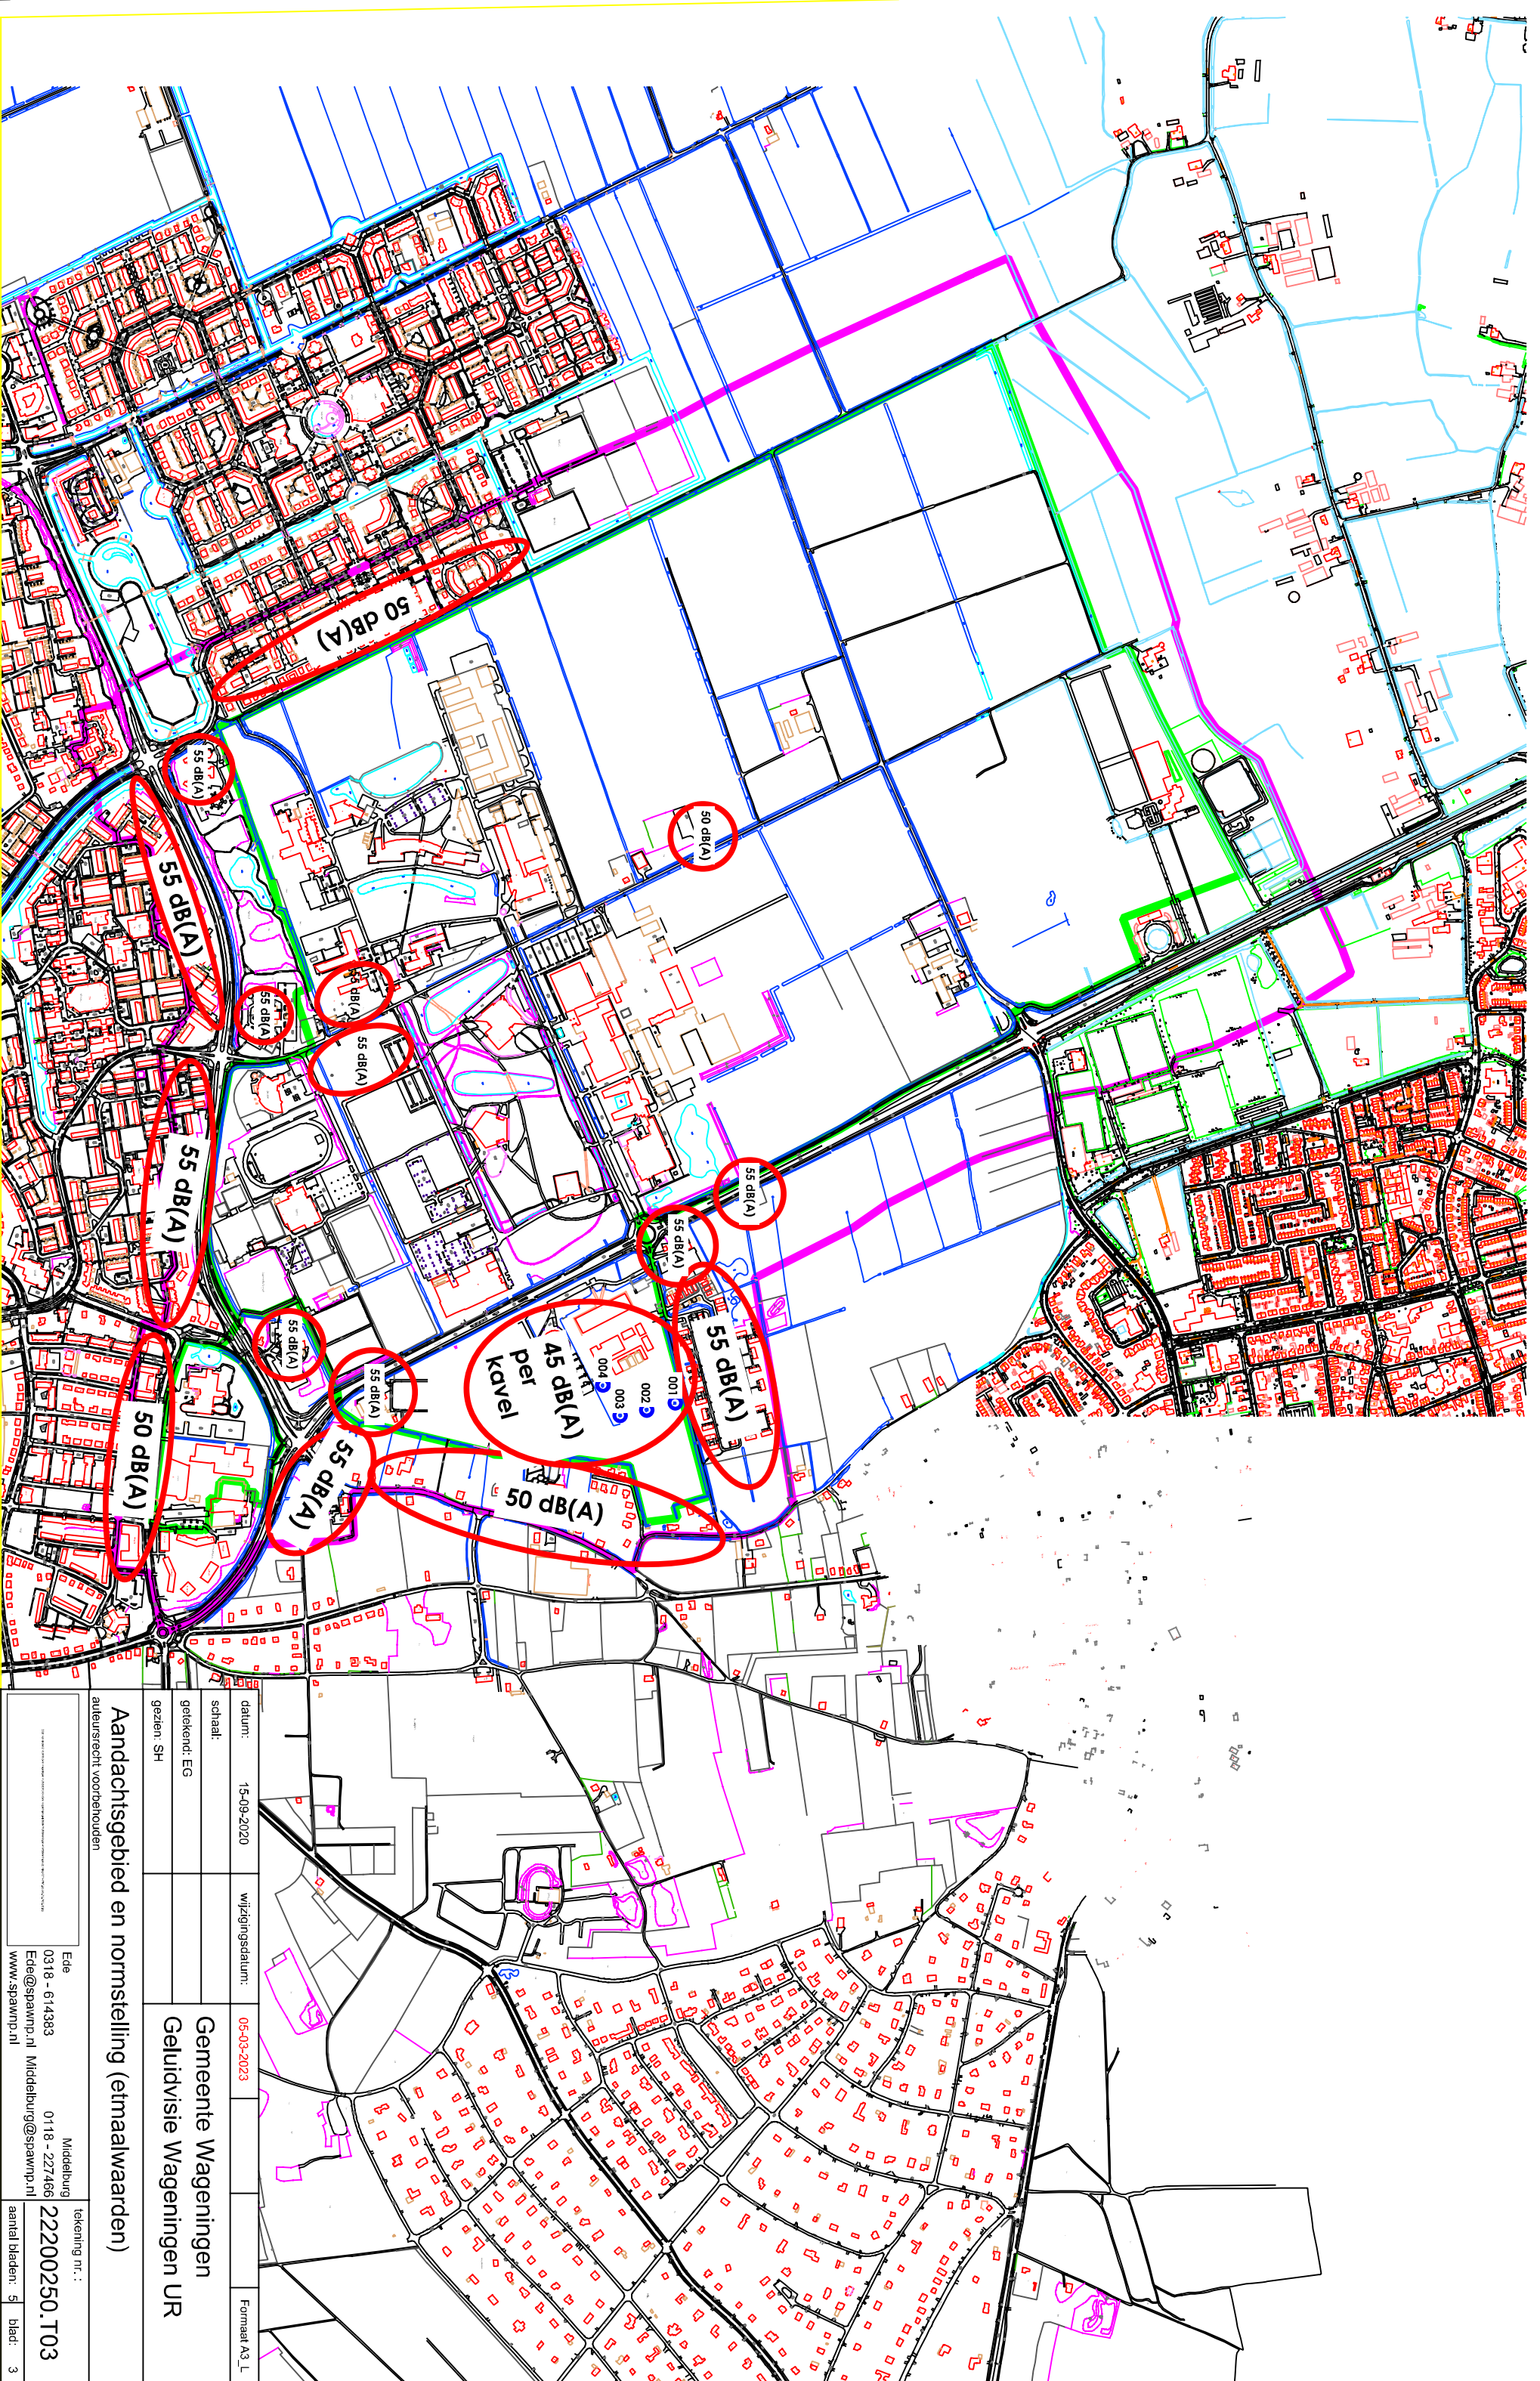 50 dB(A)
55 dB(A)
50 dB(A)
55 dB(A)
55 dB(A)
55 dB(A)
55 dB(A)
55 dB(A)
55 dB(A)
55 dB(A)
55 dB(A)
55 dB(A)
55 dB(A)
45 dB(A)
per
kavel
001
002
003
004
50 dB(A)
55 dB(A)
50 dB(A)
datum: 15-09-2020 wijzigingsdatum: 05-03-2023 Formaat A3_L
schaal:
getekend: EG
gezien: SH
Gemeente Wageningen
Geluidvisie Wageningen UR
Aandachtsgebied en normstelling (etmaalwaarden)
auteursrecht voorbehouden
Ede Middelburg
0318 - 614383 0118 - 227466
Ede@spawnp.nl Middelburg@spawnp.nl
www.spawnp.nl
tekening nr. :
22200250.T03
aantal bladen: 5 blad: 3